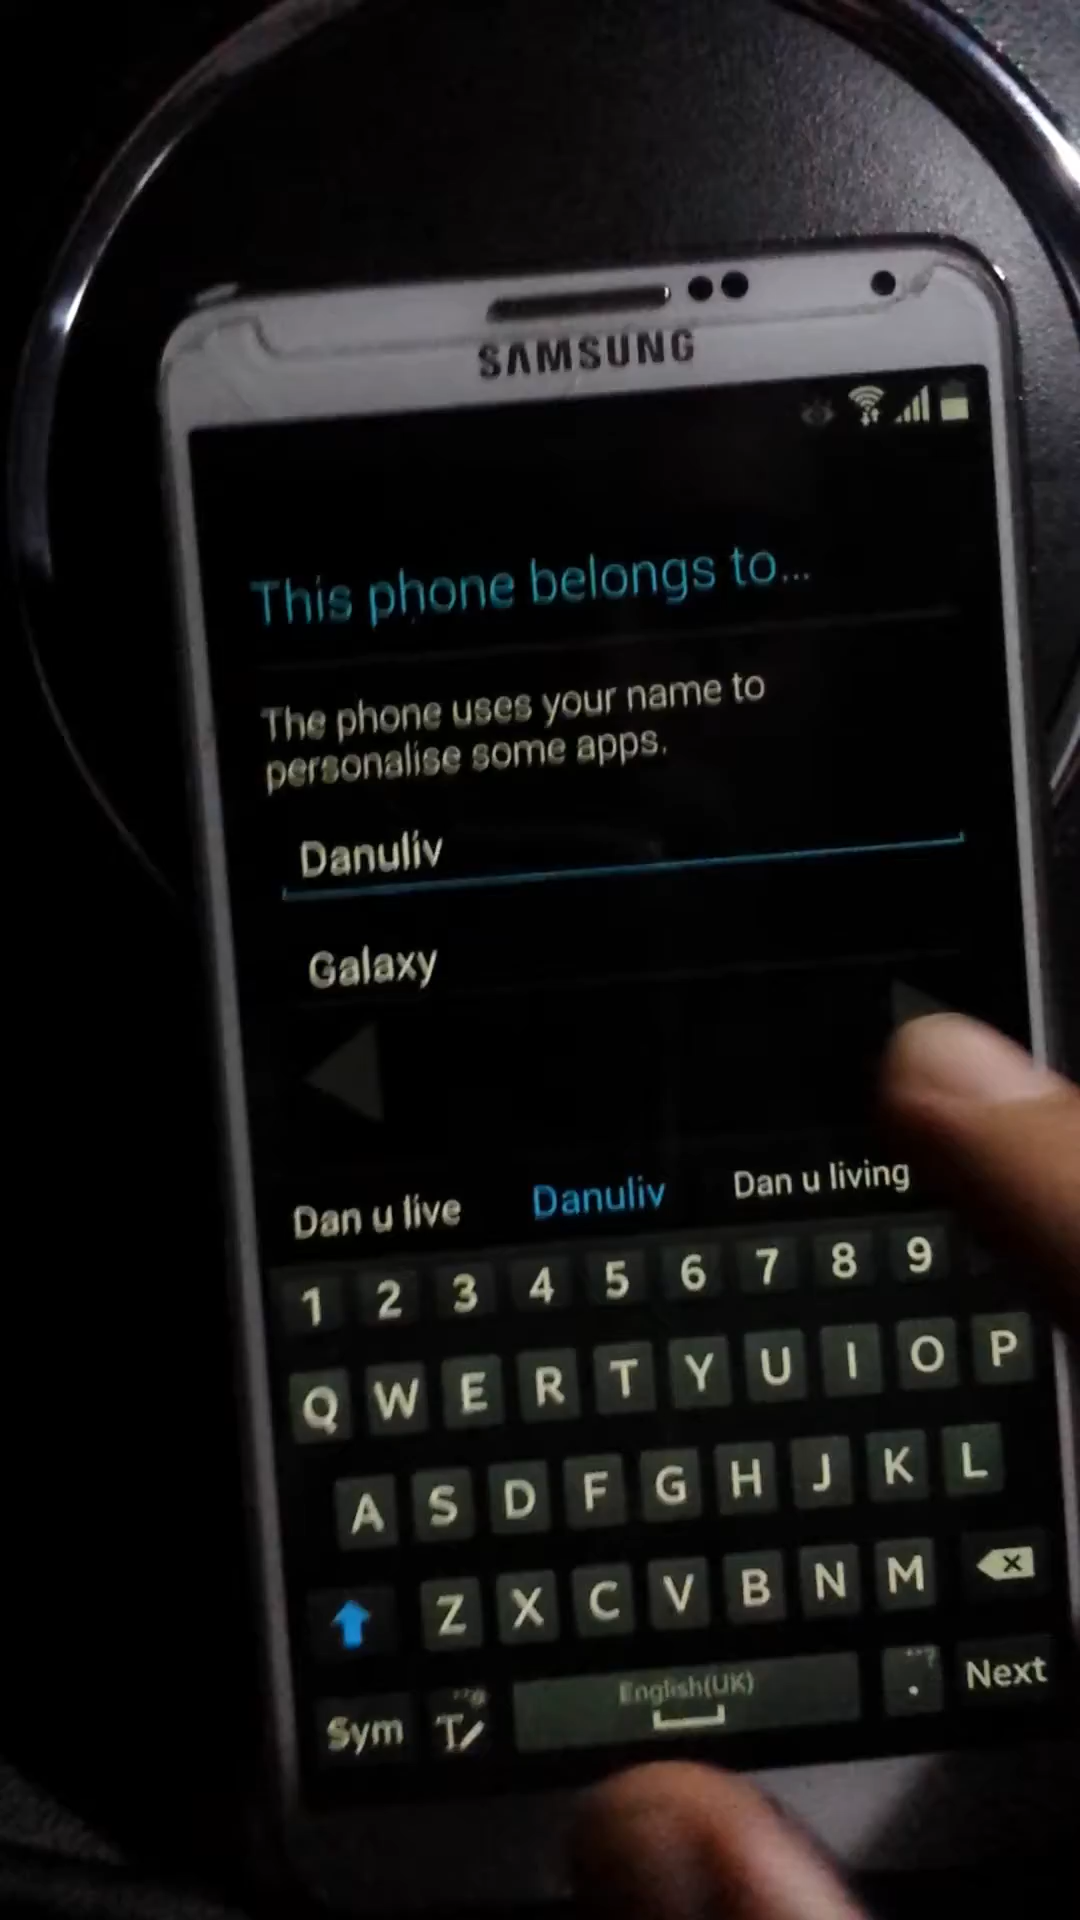 SAMSUNG
This phone belongs to...
The phone uses your name to
personalise some apps.
Danuliv
Galaxy
Dan u live Danuliv Dan u living
1 2 3 4 5 6 7 8 9
Q W E R T Y U I O P
A S D F G H J K L
Z X C V B N M
Sym T English(UK) . Next